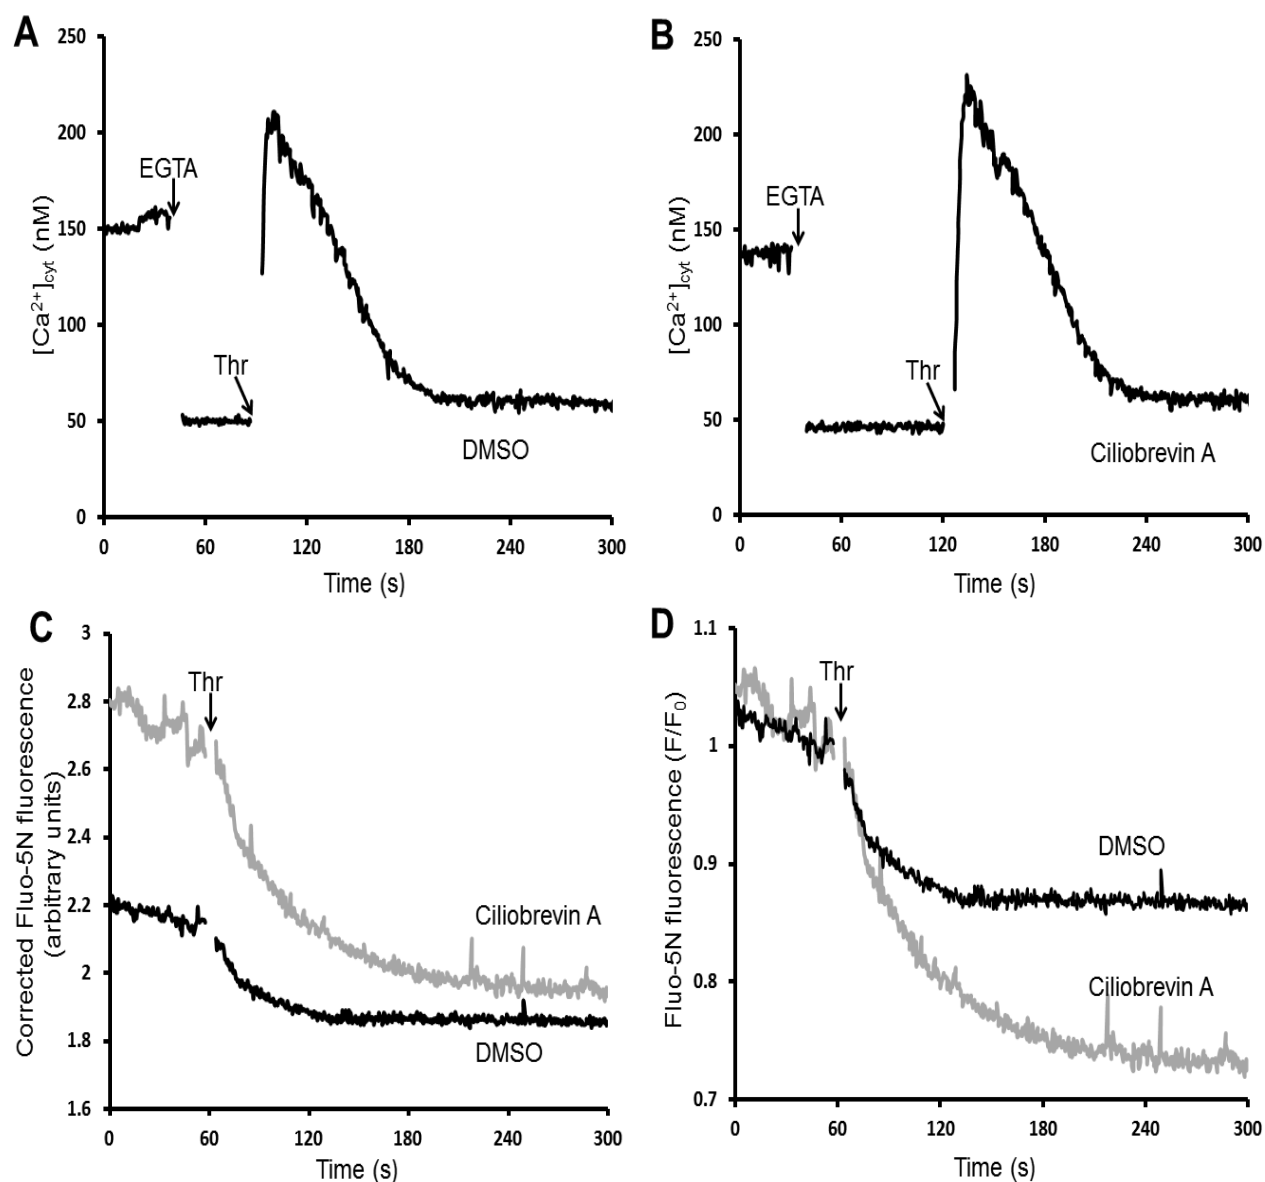 A
[Ca²⁺]cyt (nM)
250
200
150
100
50
0
EGTA
Thr
DMSO
0 60 120 180 240 300
Time (s)
B
[Ca²⁺]cyt (nM)
250
200
150
100
50
0
EGTA
Thr
Ciliobrevin A
0 60 120 180 240 300
Time (s)
C
Corrected Fluo-5N fluorescence
(arbitrary units)
3
2.8
2.6
2.4
2.2
2
1.8
1.6
Thr
Ciliobrevin A
DMSO
0 60 120 180 240 300
Time (s)
D
Fluo-5N fluorescence (F/F₀)
1.1
1
0.9
0.8
0.7
Thr
DMSO
Ciliobrevin A
0 60 120 180 240 300
Time (s)